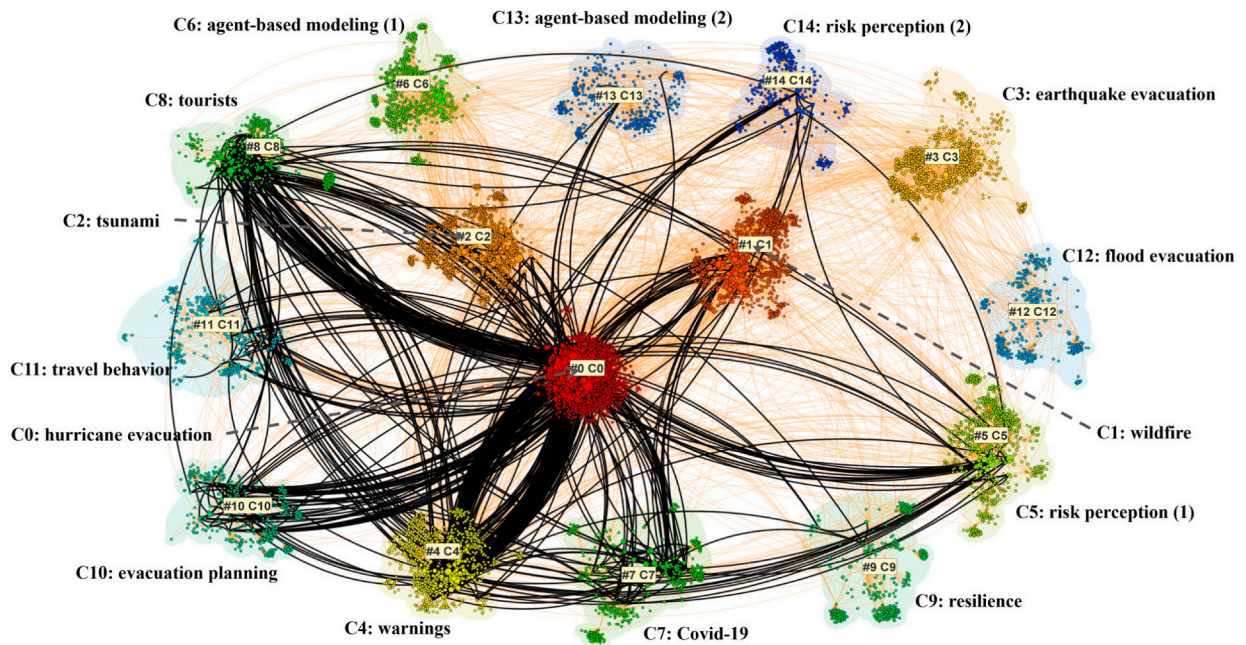 C6: agent-based modeling (1)
C13: agent-based modeling (2)
C14: risk perception (2)
C8: tourists
C3: earthquake evacuation
C2: tsunami
C12: flood evacuation
C11: travel behavior
C0: hurricane evacuation
C1: wildfire
C5: risk perception (1)
C10: evacuation planning
C9: resilience
C4: warnings
C7: Covid-19
#6 C6
#13 C13
#14 C14
#8 C8
#3 C3
#2 C2
#1 C1
#12 C12
#11 C11
#0 C0
#5 C5
#10 C10
#4 C4
#7 C7
#9 C9